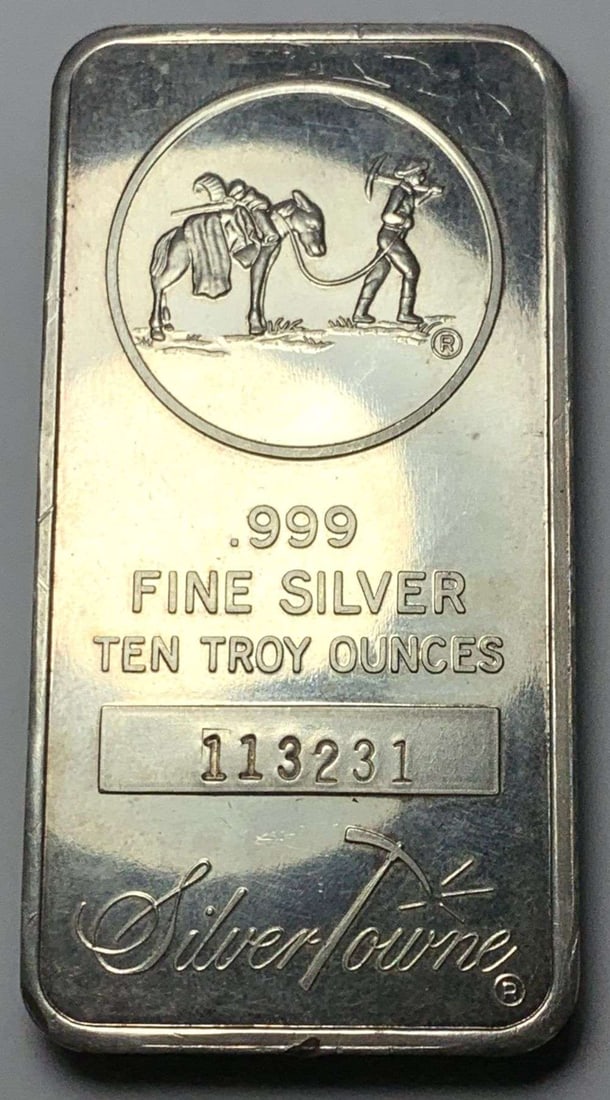 ®
.999
FINE SILVER
TEN TROY OUNCES
113231
SilverTowne ®